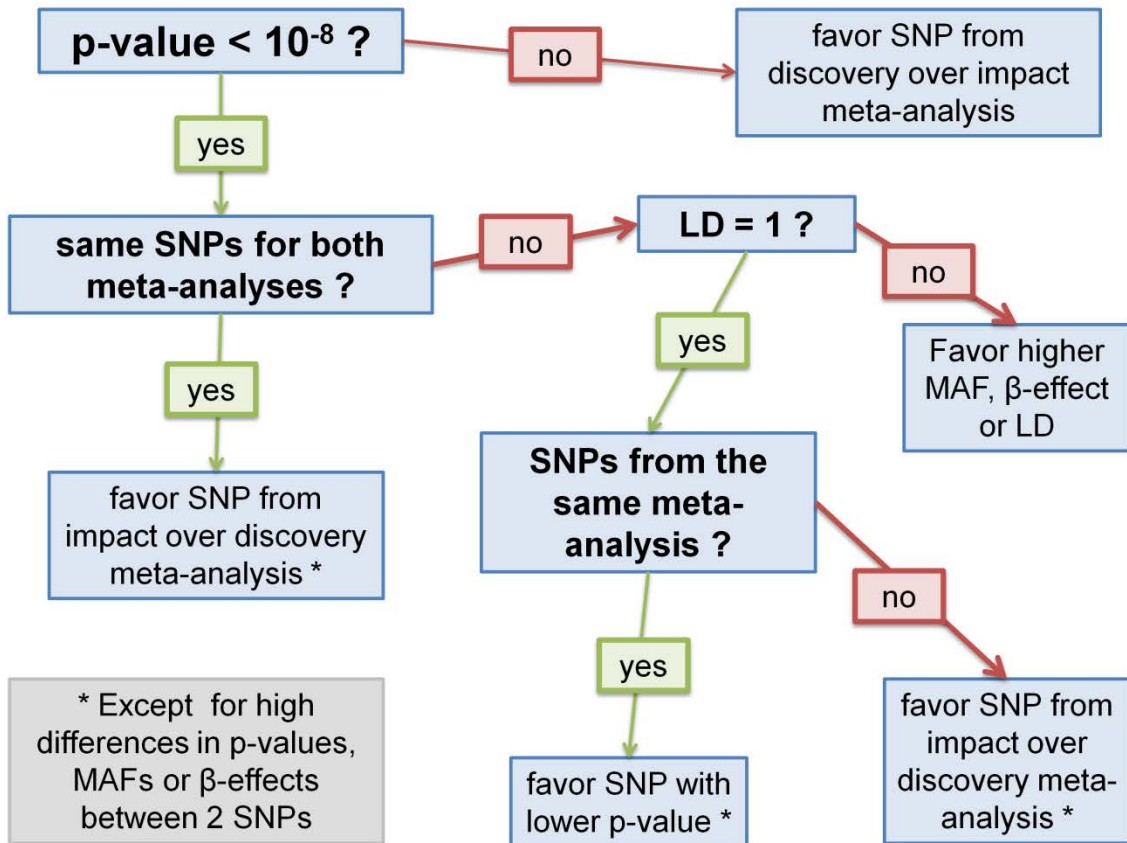 p-value < 10⁻⁸ ?
no
favor SNP from
discovery over impact
meta-analysis
yes
same SNPs for both
meta-analyses ?
no
LD = 1 ?
no
Favor higher
MAF, β-effect
or LD
yes
yes
favor SNP from
impact over discovery
meta-analysis *
SNPs from the
same meta-
analysis ?
no
yes
* Except for high
differences in p-values,
MAFs or β-effects
between 2 SNPs
favor SNP with
lower p-value *
favor SNP from
impact over
discovery meta-
analysis *